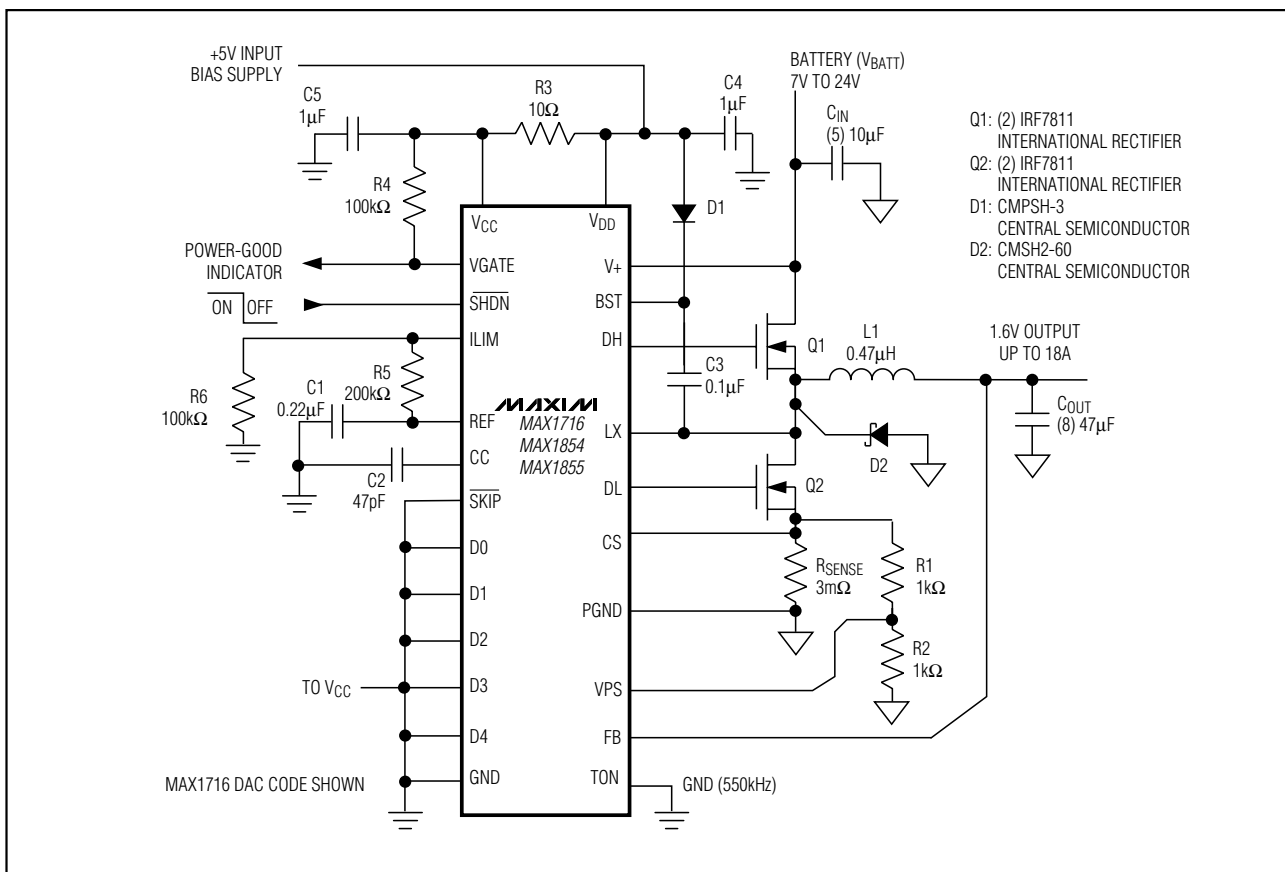 +5V INPUT
BIAS SUPPLY
BATTERY (VBATT)
7V TO 24V
C5
1µF
R3
10Ω
C4
1µF
CIN
(5) 10µF
Q1: (2) IRF7811
INTERNATIONAL RECTIFIER
Q2: (2) IRF7811
INTERNATIONAL RECTIFIER
D1: CMPSH-3
CENTRAL SEMICONDUCTOR
D2: CMSH2-60
CENTRAL SEMICONDUCTOR
R4
100kΩ
D1
VCC
VDD
POWER-GOOD
INDICATOR
VGATE
V+
ON
OFF
SHDN
BST
ILIM
DH
Q1
L1
0.47µH
1.6V OUTPUT
UP TO 18A
R6
100kΩ
C1
0.22µF
R5
200kΩ
C3
0.1µF
COUT
(8) 47µF
MAXIM
MAX1716
MAX1854
MAX1855
REF
LX
D2
CC
C2
47pF
DL
Q2
SKIP
CS
D0
RSENSE
3mΩ
R1
1kΩ
D1
PGND
D2
R2
1kΩ
TO VCC
D3
VPS
D4
FB
MAX1716 DAC CODE SHOWN
GND
TON
GND (550kHz)